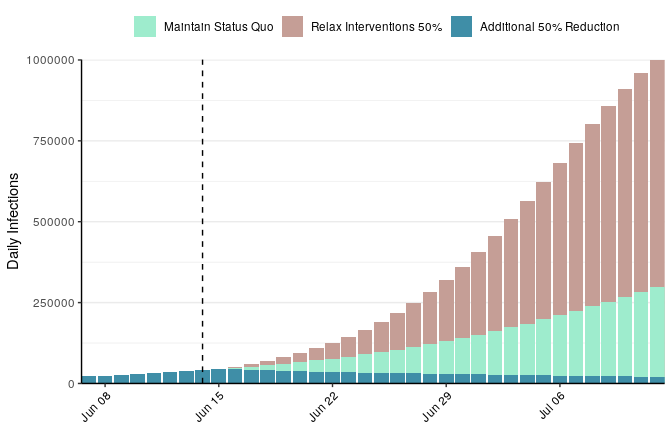 Maintain Status Quo Relax Interventions 50% Additional 50% Reduction
Daily Infections
1000000
750000
500000
250000
0
Jun 08 Jun 15 Jun 22 Jun 29 Jul 06